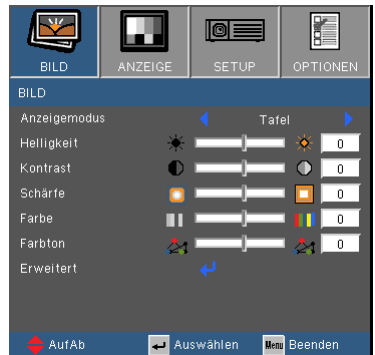 BILD ANZEIGE SETUP OPTIONEN
BILD
Anzeigemodus Tafel
Helligkeit 0
Kontrast 0
Schärfe 0
Farbe 0
Farbton 0
Erweitert
AufAb Auswählen Menu Beenden